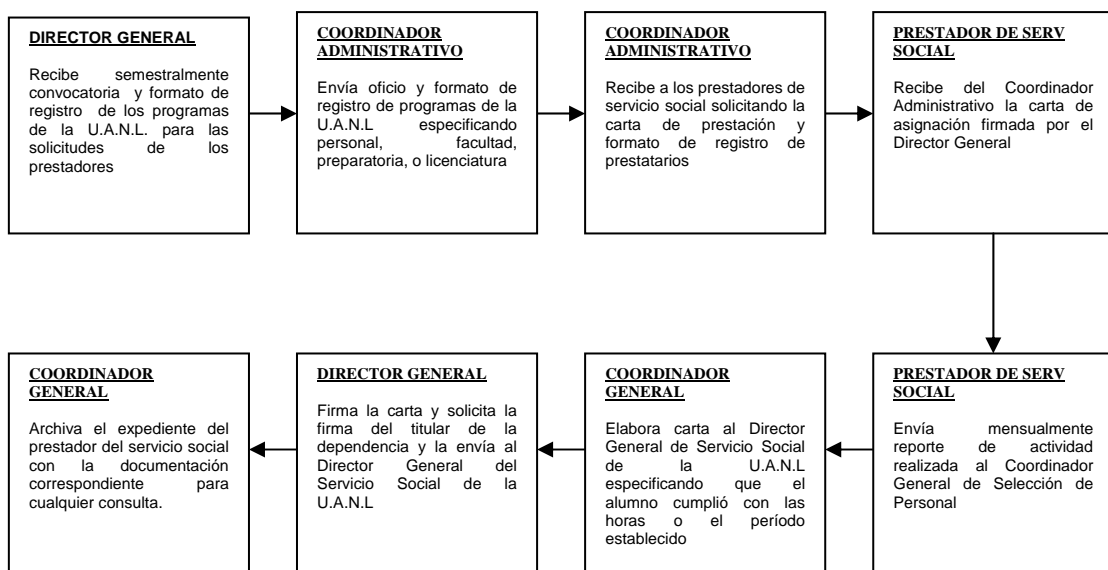 DIRECTOR GENERAL
Recibe semestralmente
convocatoria y formato de
registro de los programas
de la U.A.N.L. para las
solicitudes de los
prestadores
COORDINADOR
ADMINISTRATIVO
Envía oficio y formato de
registro de programas de la
U.A.N.L especificando
personal, facultad,
preparatoria, o licenciatura
COORDINADOR
ADMINISTRATIVO
Recibe a los prestadores de
servicio social solicitando la
carta de prestación y
formato de registro de
prestatarios
PRESTADOR DE SERV
SOCIAL
Recibe del Coordinador
Administrativo la carta de
asignación firmada por el
Director General
PRESTADOR DE SERV
SOCIAL
Envía mensualmente
reporte de actividad
realizada al Coordinador
General de Selección de
Personal
COORDINADOR
GENERAL
Elabora carta al Director
General de Servicio Social
de la U.A.N.L
especificando que el
alumno cumplió con las
horas o el período
establecido
DIRECTOR GENERAL
Firma la carta y solicita la
firma del titular de la
dependencia y la envía al
Director General del
Servicio Social de la
U.A.N.L
COORDINADOR
GENERAL
Archiva el expediente del
prestador del servicio social
con la documentación
correspondiente para
cualquier consulta.